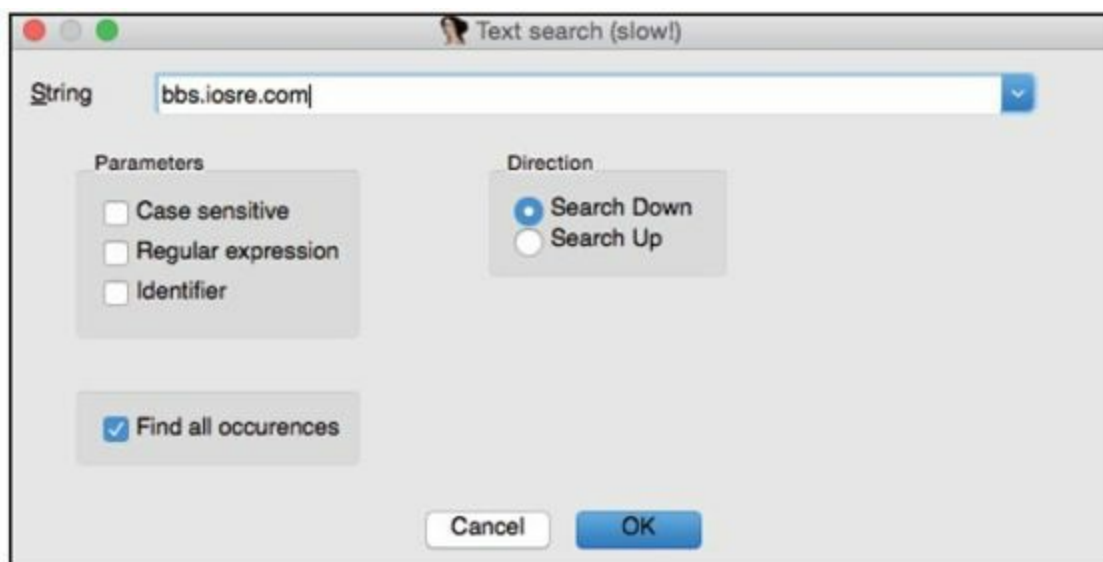 Text search (slow!)
String bbs.iosre.com
Parameters
Case sensitive
Regular expression
Identifier
Direction
Search Down
Search Up
Find all occurences
Cancel OK